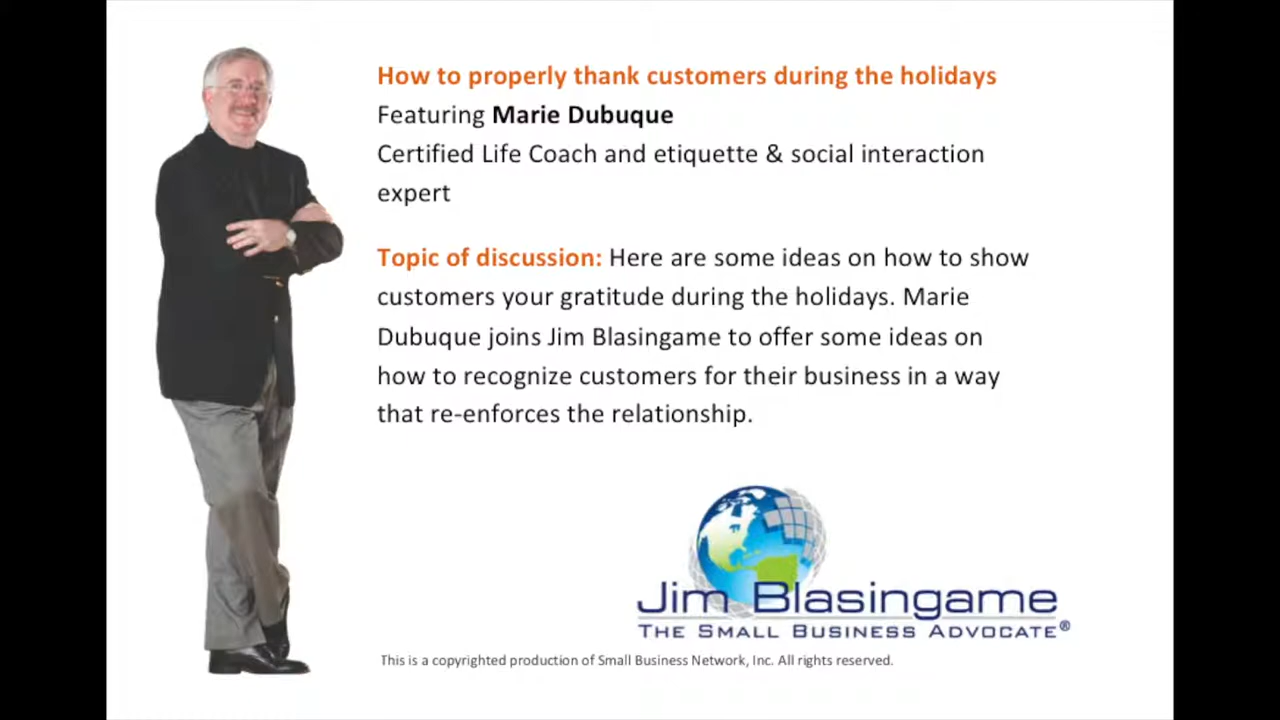 How to properly thank customers during the holidays
Featuring Marie Dubuque
Certified Life Coach and etiquette & social interaction
expert
Topic of discussion: Here are some ideas on how to show
customers your gratitude during the holidays. Marie
Dubuque joins Jim Blasingame to offer some ideas on
how to recognize customers for their business in a way
that re-enforces the relationship.
Jim Blasingame
THE SMALL BUSINESS ADVOCATE®
This is a copyrighted production of Small Business Network, Inc. All rights reserved.